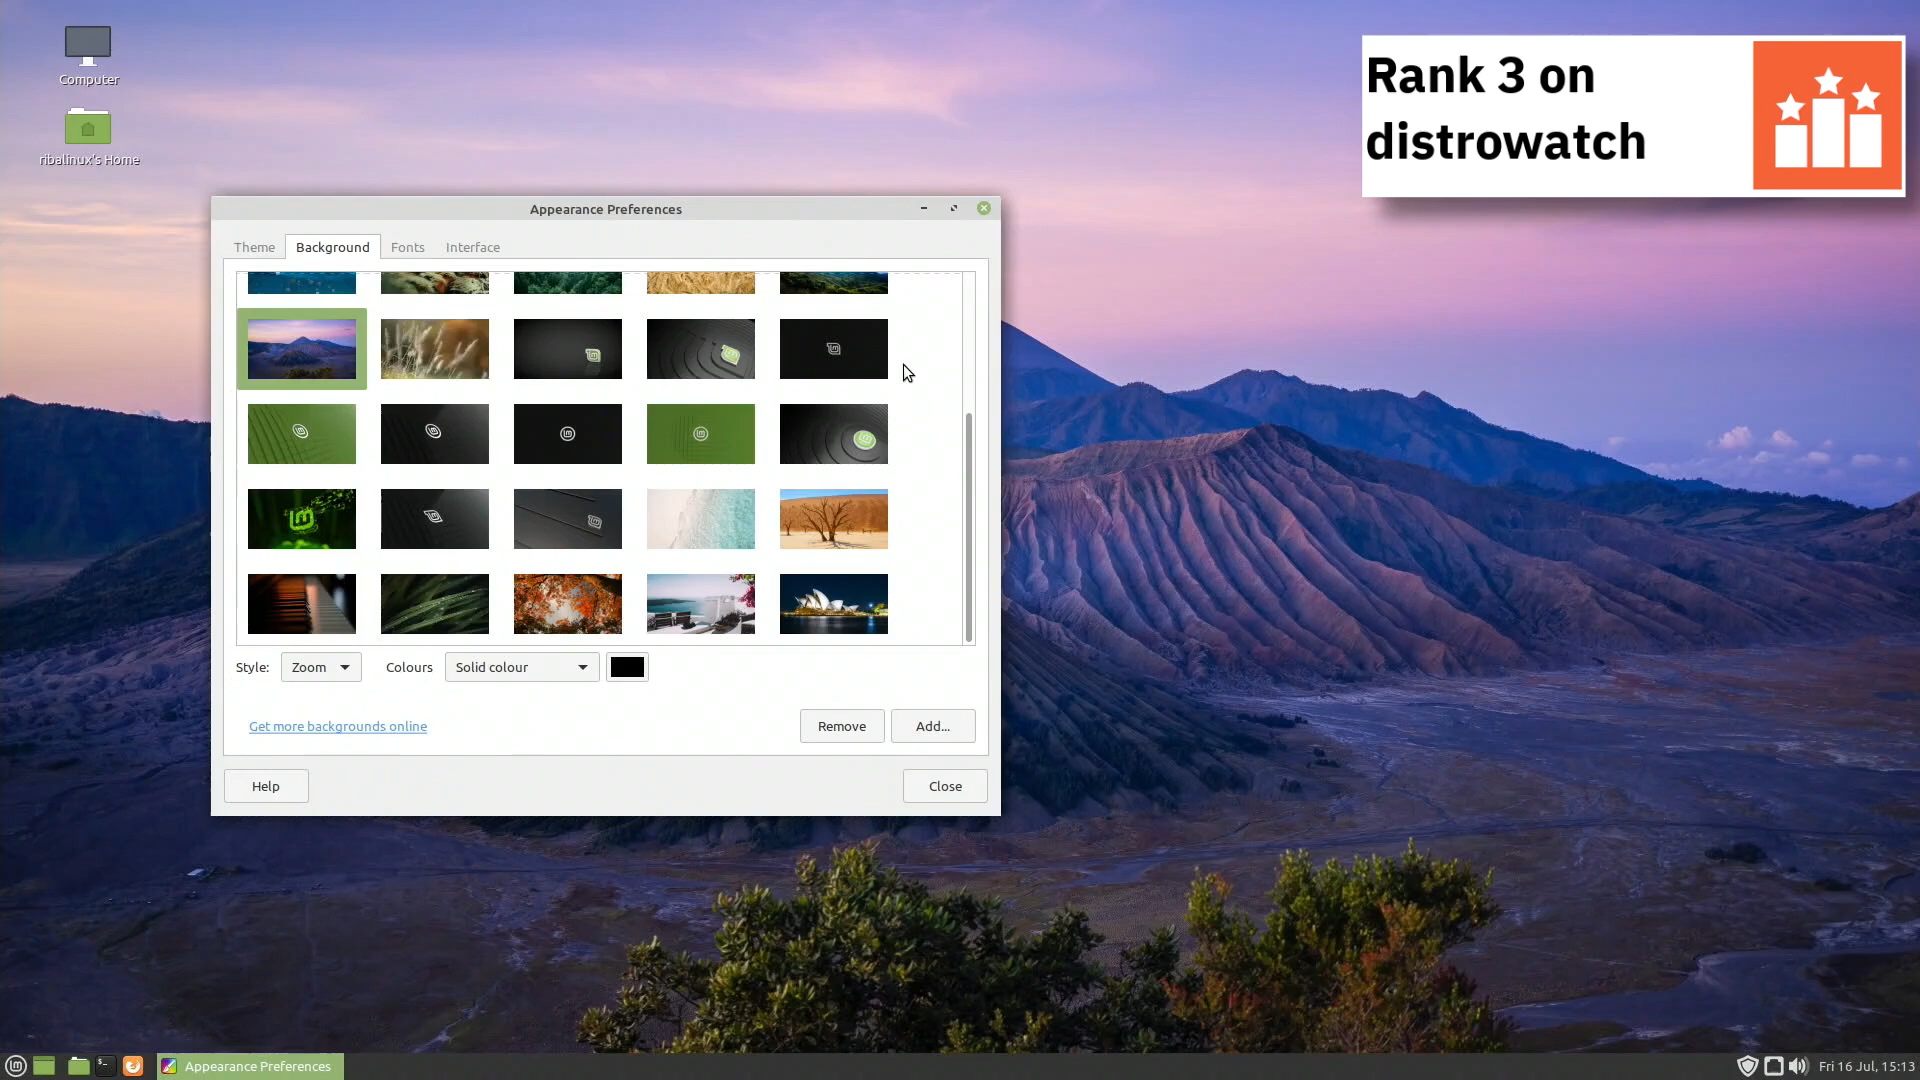 Computer
ribalinux's Home
Rank 3 on
distrowatch
Appearance Preferences
Theme Background Fonts Interface
Style: Zoom Colours Solid colour
Get more backgrounds online
Remove Add...
Help Close
Appearance Preferences
Fri 16 Jul, 15:13